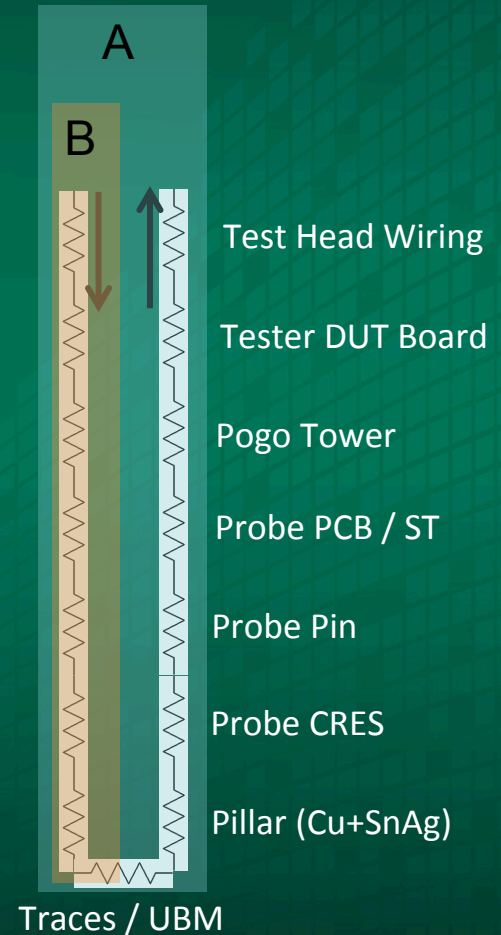 A
B
Test Head Wiring
Tester DUT Board
Pogo Tower
Probe PCB / ST
Probe Pin
Probe CRES
Pillar (Cu+SnAg)
Traces / UBM